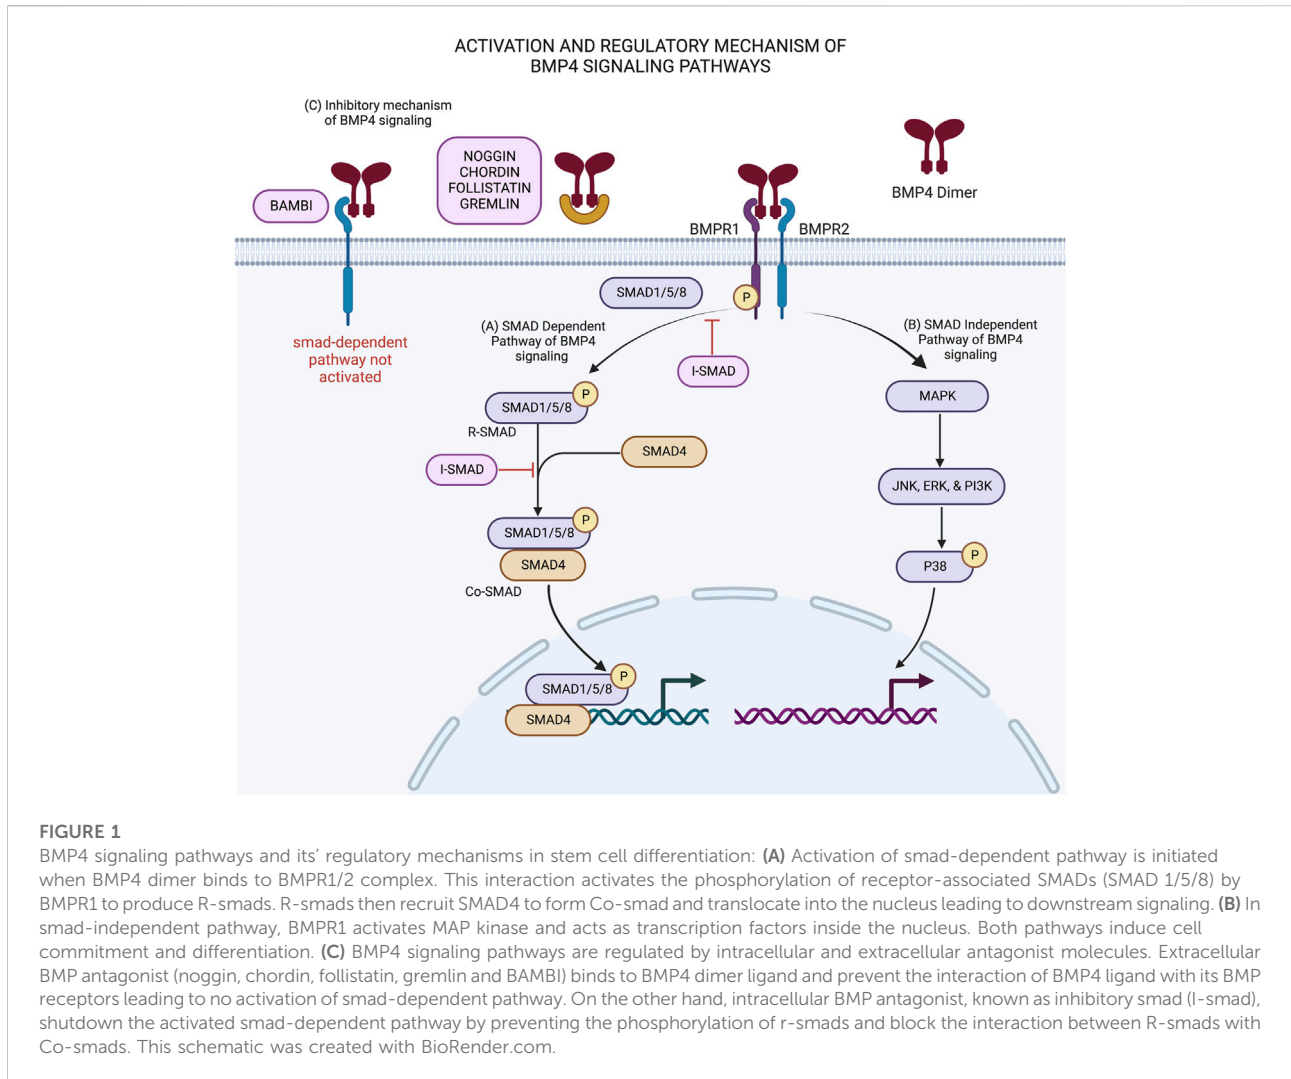 ACTIVATION AND REGULATORY MECHANISM OF
BMP4 SIGNALING PATHWAYS
(C) Inhibitory mechanism
of BMP4 signaling
NOGGIN
CHORDIN
FOLLISTATIN
GREMLIN
BAMBI
BMP4 Dimer
BMPR1
BMPR2
smad-dependent
pathway not
activated
SMAD1/5/8
P
(A) SMAD Dependent
Pathway of BMP4
signaling
(B) SMAD Independent
Pathway of BMP4
signaling
I-SMAD
P
SMAD1/5/8
R-SMAD
MAPK
I-SMAD
SMAD4
JNK, ERK, & PI3K
P
SMAD1/5/8
SMAD4
Co-SMAD
P
P38
P
SMAD1/5/8
SMAD4
FIGURE 1
BMP4 signaling pathways and its’ regulatory mechanisms in stem cell differentiation: (A) Activation of smad-dependent pathway is initiated
when BMP4 dimer binds to BMPR1/2 complex. This interaction activates the phosphorylation of receptor-associated SMADs (SMAD 1/5/8) by
BMPR1 to produce R-smads. R-smads then recruit SMAD4 to form Co-smad and translocate into the nucleus leading to downstream signaling. (B) In
smad-independent pathway, BMPR1 activates MAP kinase and acts as transcription factors inside the nucleus. Both pathways induce cell
commitment and differentiation. (C) BMP4 signaling pathways are regulated by intracellular and extracellular antagonist molecules. Extracellular
BMP antagonist (noggin, chordin, follistatin, gremlin and BAMBI) binds to BMP4 dimer ligand and prevent the interaction of BMP4 ligand with its BMP
receptors leading to no activation of smad-dependent pathway. On the other hand, intracellular BMP antagonist, known as inhibitory smad (I-smad),
shutdown the activated smad-dependent pathway by preventing the phosphorylation of r-smads and block the interaction between R-smads with
Co-smads. This schematic was created with BioRender.com.